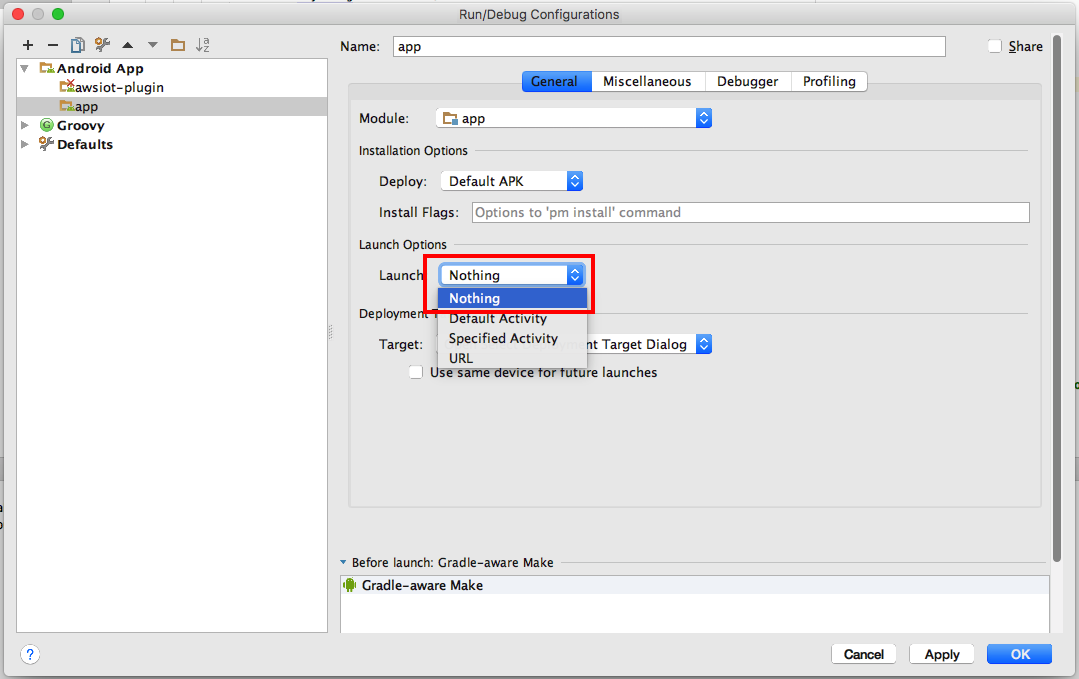 Run/Debug Configurations
Name: app Share
Android App
awsiot-plugin
app
Groovy
Defaults
General Miscellaneous Debugger Profiling
Module: app
Installation Options
Deploy: Default APK
Install Flags: Options to 'pm install' command
Launch Options
Launch Nothing
Nothing
Default Activity
Specified Activity
URL
Deployment
Target: Target Dialog
Use same device for future launches
Before launch: Gradle-aware Make
Gradle-aware Make
? Cancel Apply OK